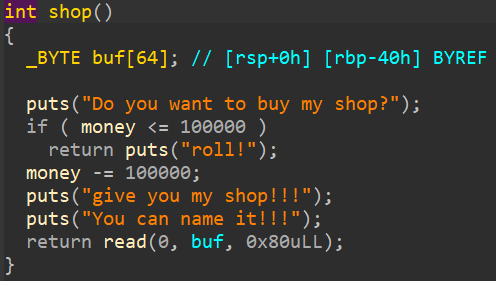 int shop()
{
  _BYTE buf[64]; // [rsp+0h] [rbp-40h] BYREF

  puts("Do you want to buy my shop?");
  if ( money <= 100000 )
    return puts("roll!");
  money -= 100000;
  puts("give you my shop!!!");
  puts("You can name it!!!");
  return read(0, buf, 0x80uLL);
}